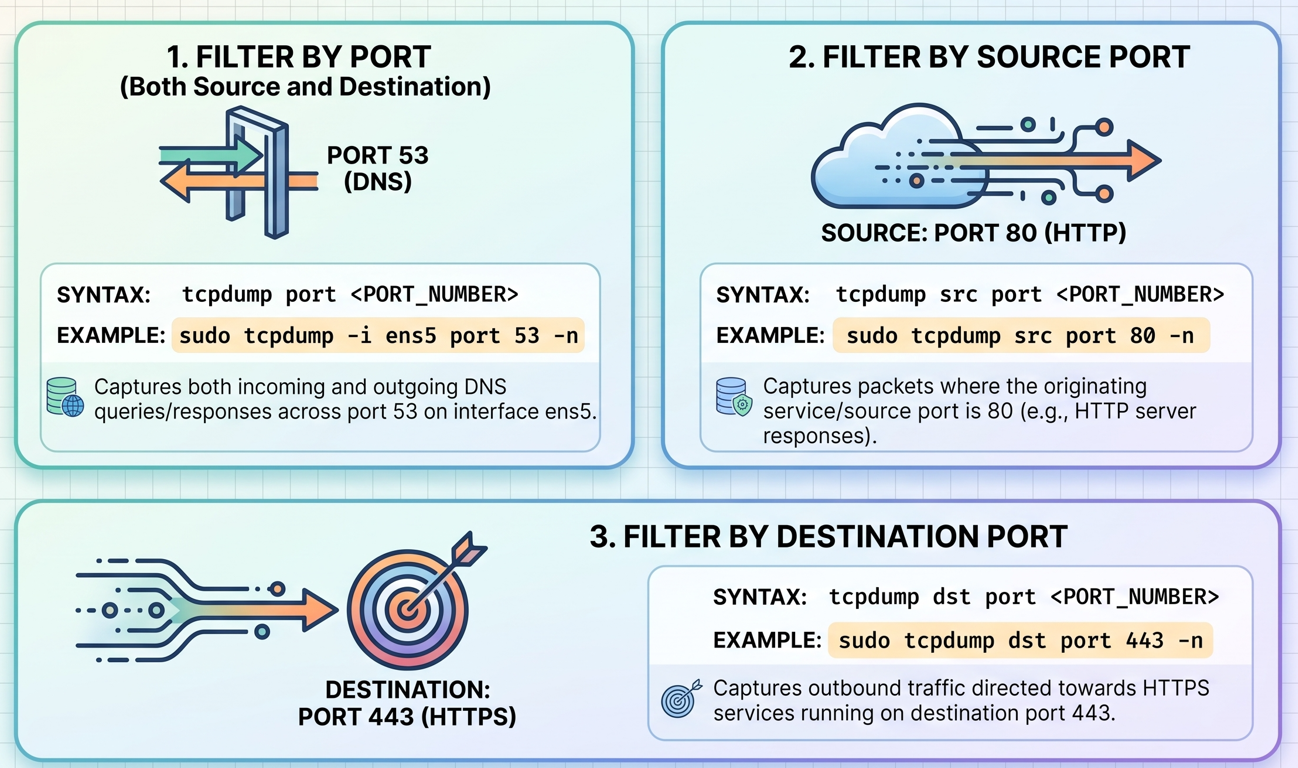 1. FILTER BY PORT
(Both Source and Destination)
PORT 53
(DNS)
SYNTAX: tcpdump port <PORT_NUMBER>
EXAMPLE: sudo tcpdump -i ens5 port 53 -n
Captures both incoming and outgoing DNS
queries/responses across port 53 on interface ens5.
2. FILTER BY SOURCE PORT
SOURCE: PORT 80 (HTTP)
SYNTAX: tcpdump src port <PORT_NUMBER>
EXAMPLE: sudo tcpdump src port 80 -n
Captures packets where the originating
service/source port is 80 (e.g., HTTP server
responses).
3. FILTER BY DESTINATION PORT
DESTINATION:
PORT 443 (HTTPS)
SYNTAX: tcpdump dst port <PORT_NUMBER>
EXAMPLE: sudo tcpdump dst port 443 -n
Captures outbound traffic directed towards HTTPS
services running on destination port 443.